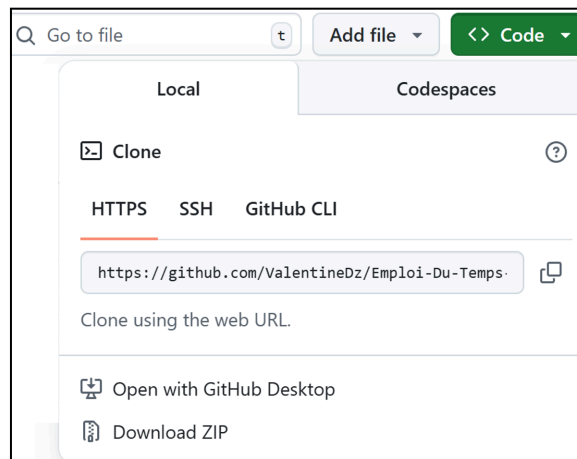 Go to file t Add file <> Code
Local Codespaces
Clone
HTTPS SSH GitHub CLI
https://github.com/ValentineDz/Emploi-Du-Temps-
Clone using the web URL.
Open with GitHub Desktop
Download ZIP